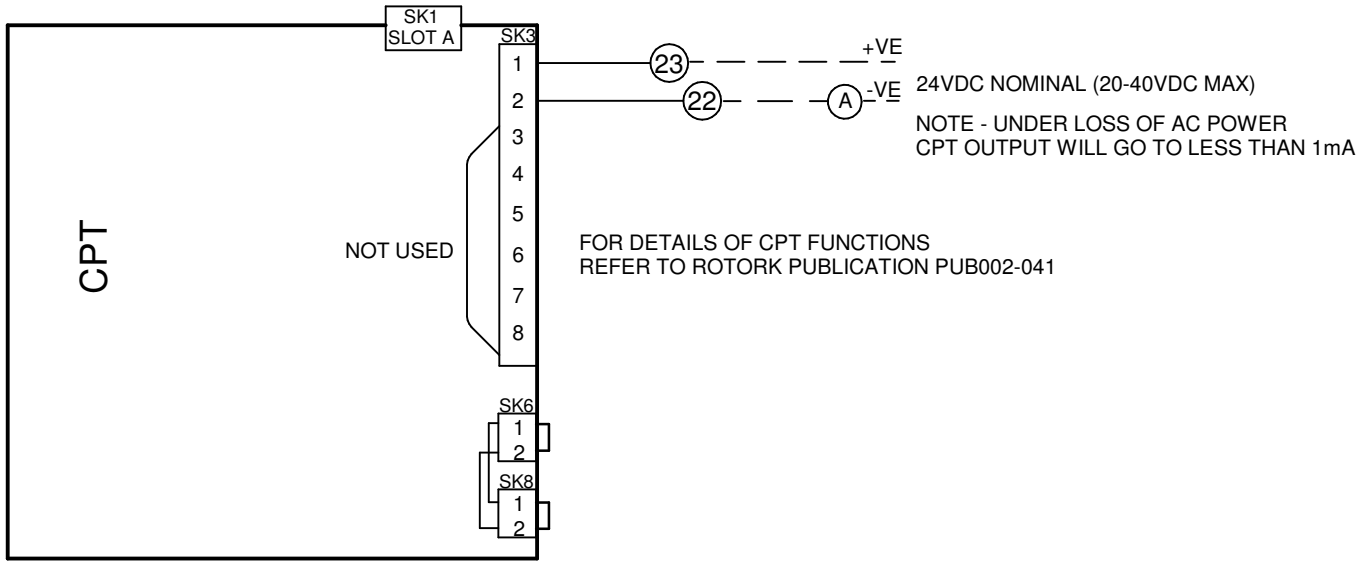 SK1
SLOT A
SK3
1
23
+VE
2
22
A
-VE
24VDC NOMINAL (20-40VDC MAX)
NOTE - UNDER LOSS OF AC POWER
CPT OUTPUT WILL GO TO LESS THAN 1mA
3
4
5
6
7
8
CPT
NOT USED
FOR DETAILS OF CPT FUNCTIONS
REFER TO ROTORK PUBLICATION PUB002-041
SK6
1
2
SK8
1
2